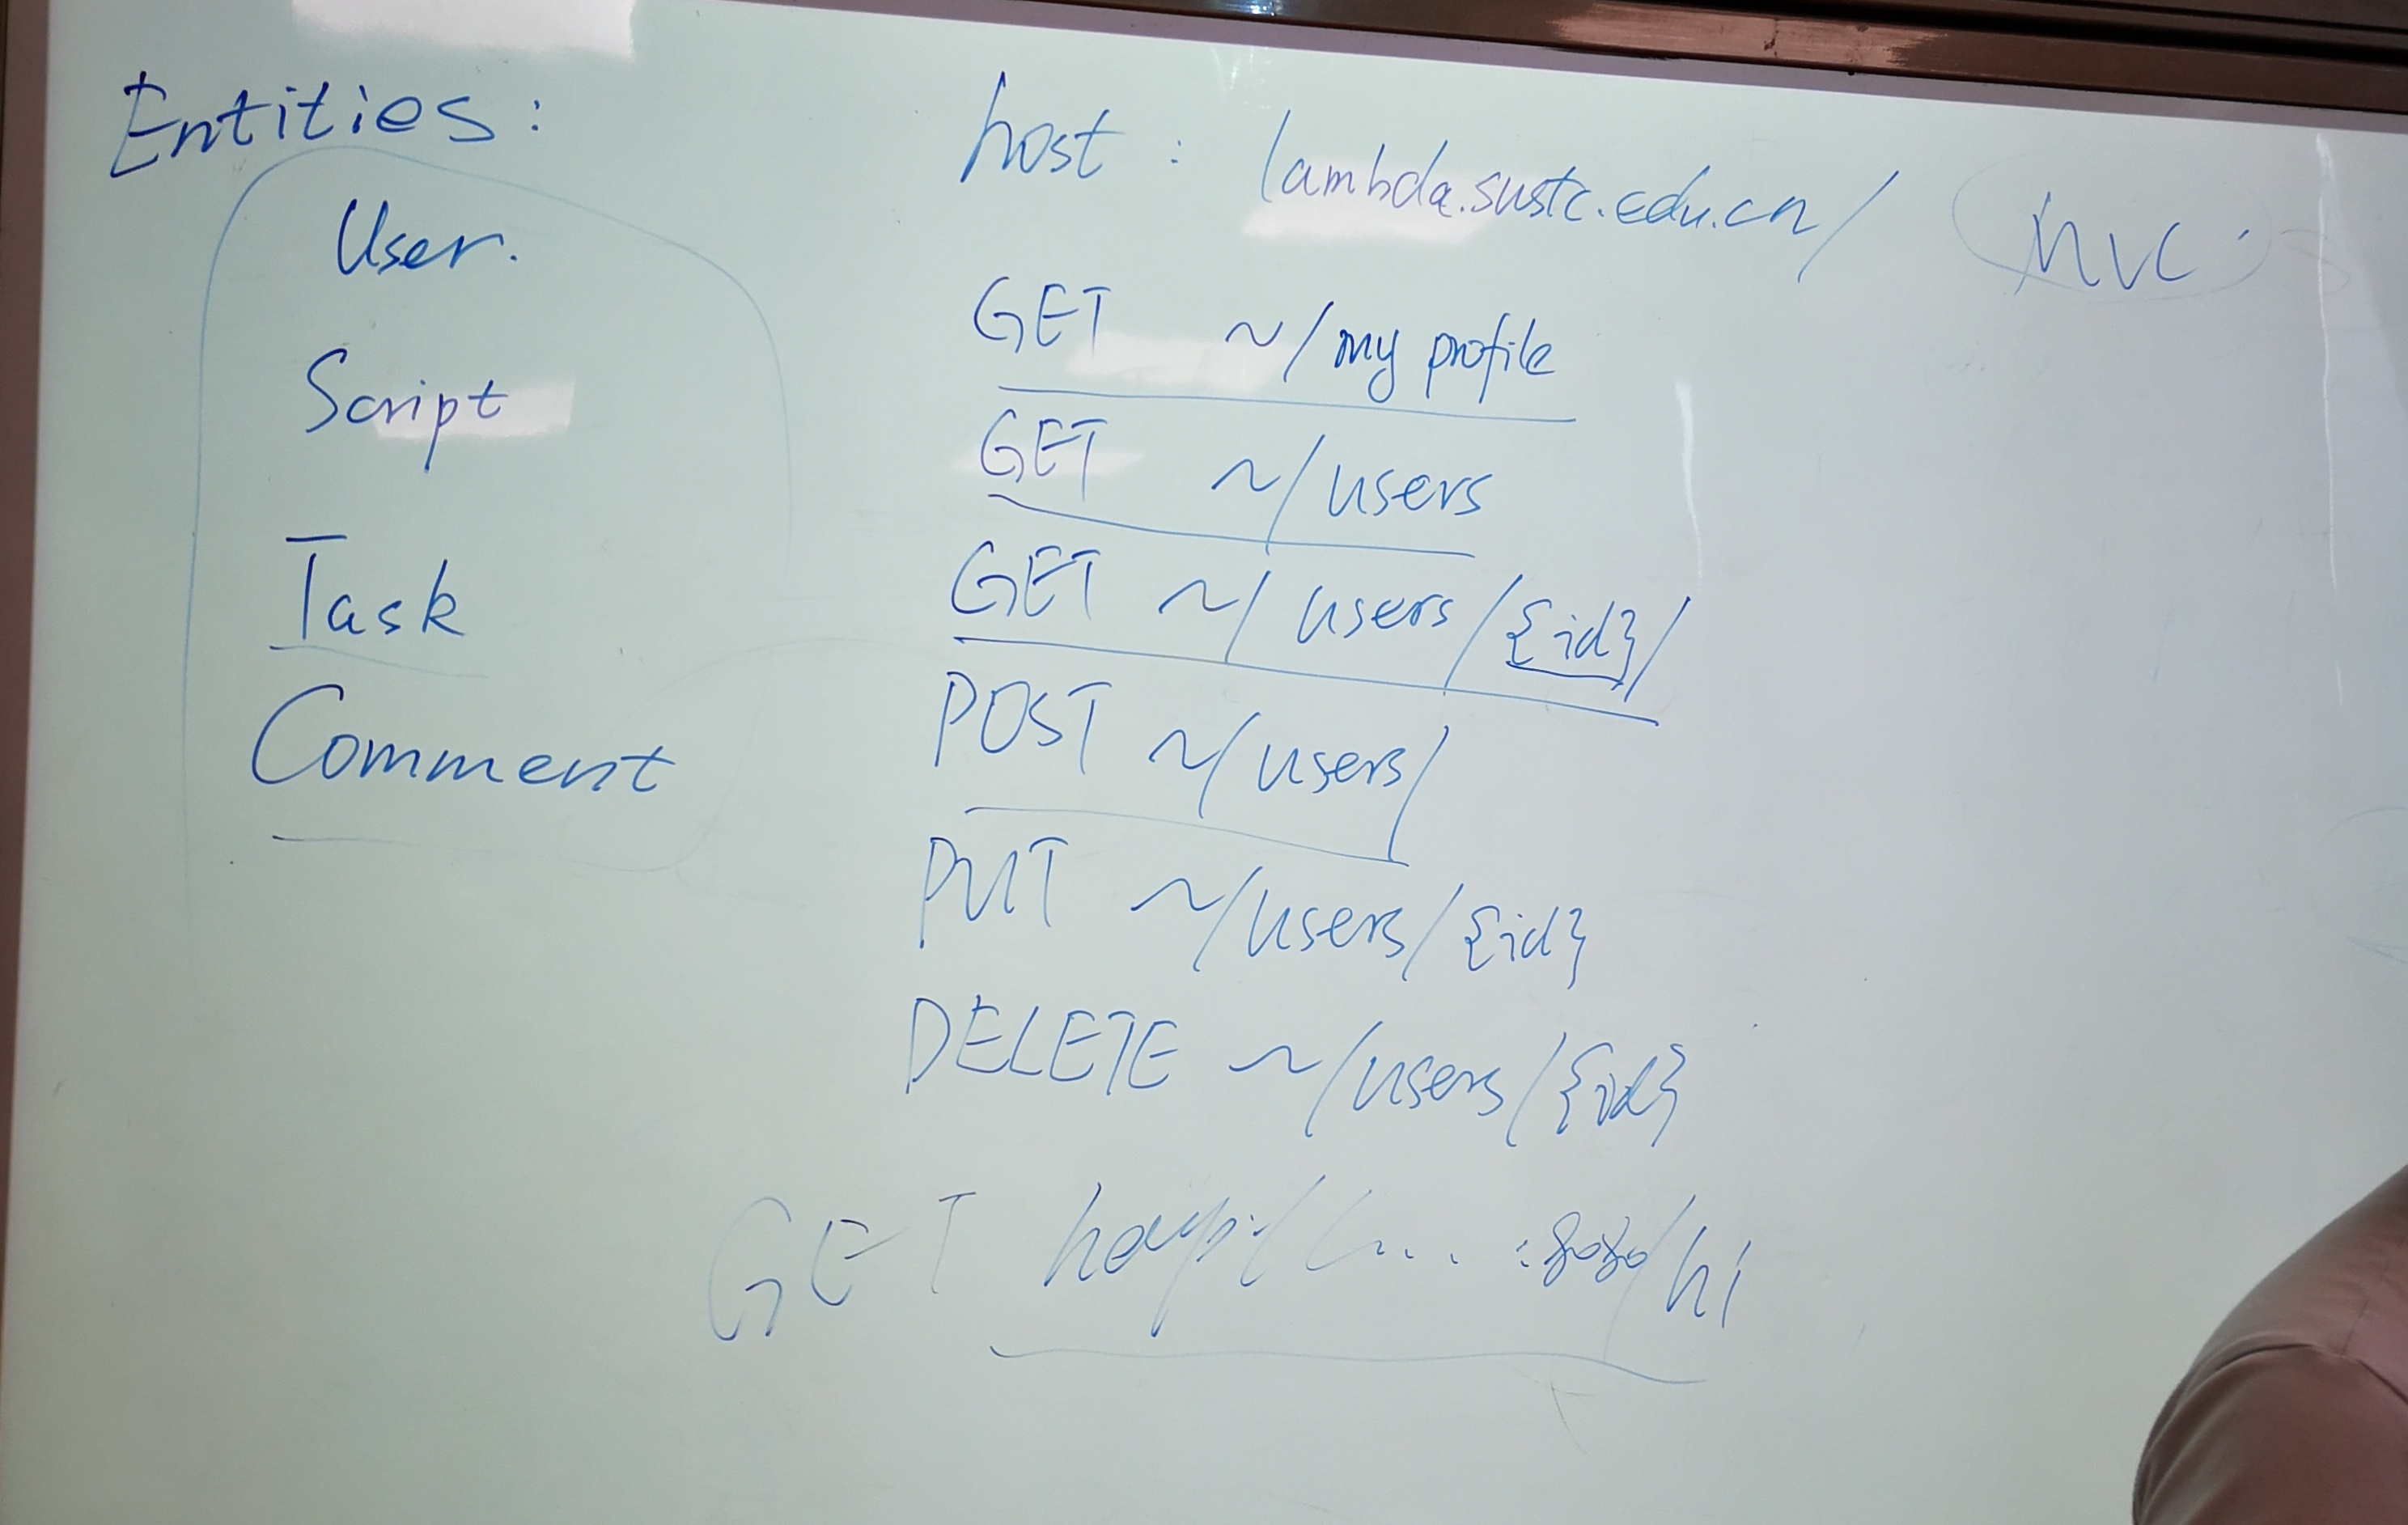 Entities:
User.
Script
Task
Comment
host : lambda.sustc.edu.cn/
MVC
GET ~/my profile
GET ~/users
GET ~/users/{id}/
POST ~/users/
PUT ~/users/{id}
DELETE ~/users/{id}
GET :8080/hi